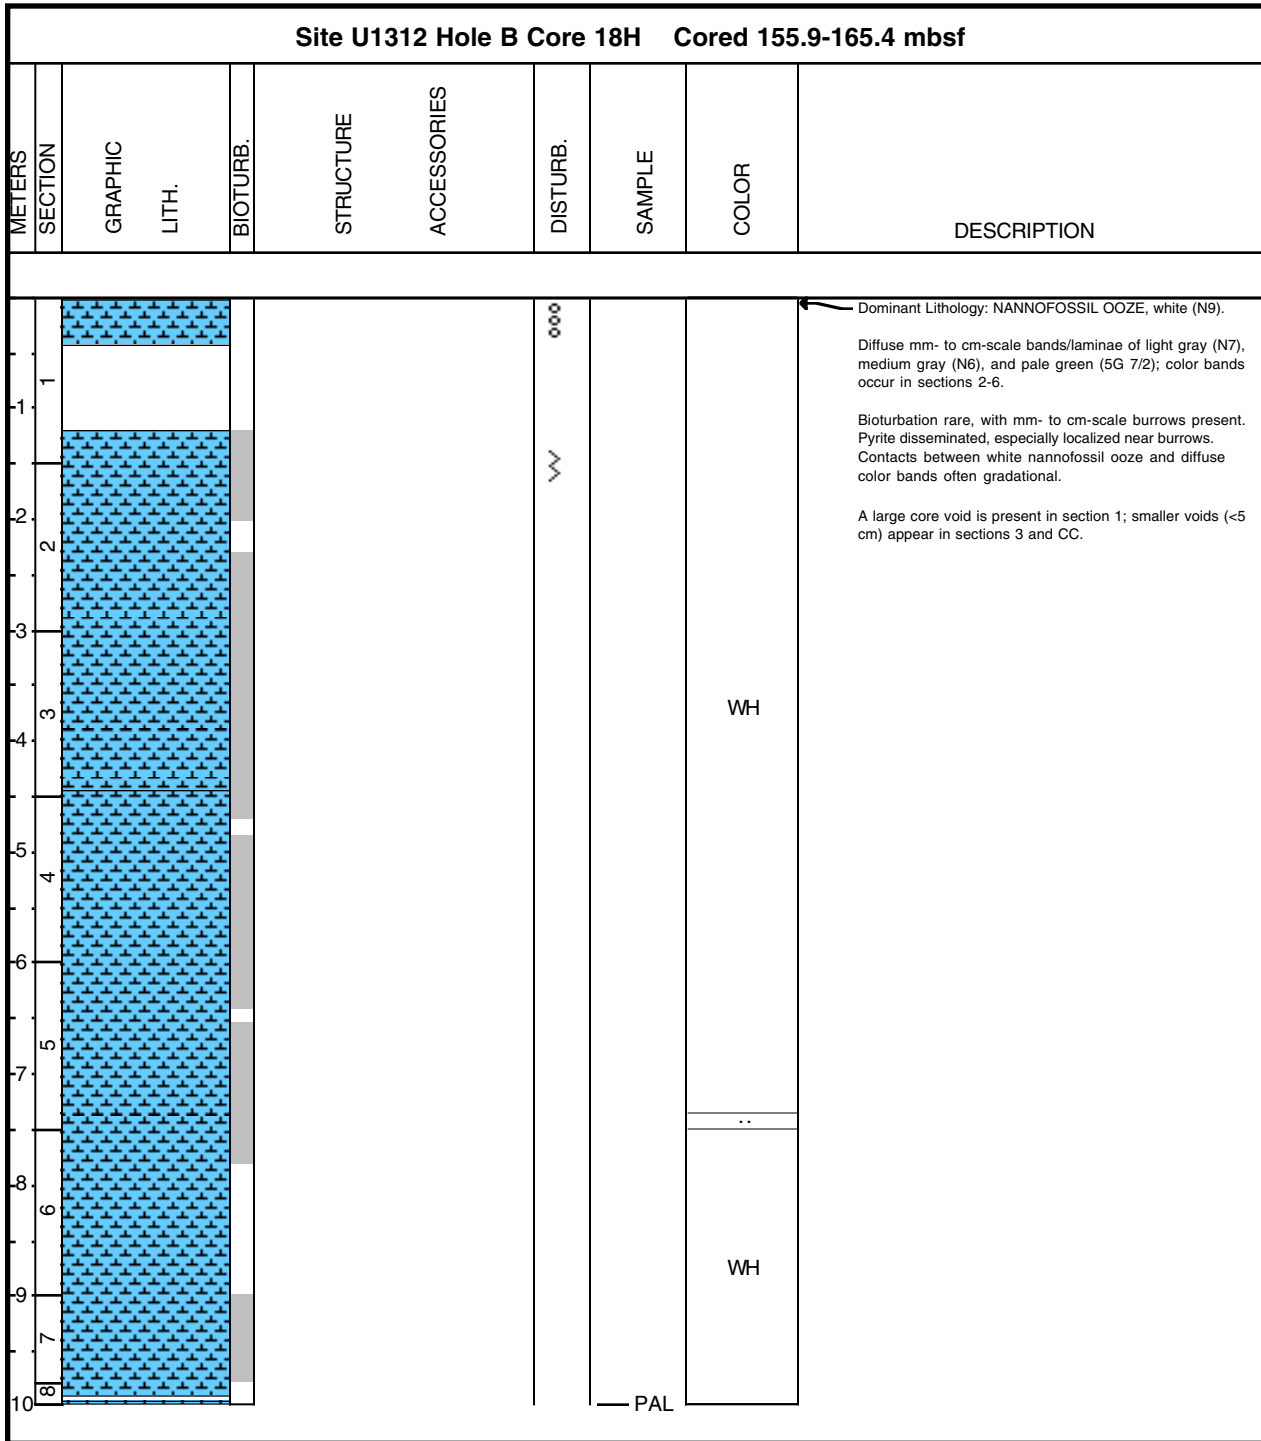 Site U1312 Hole B Core 18H Cored 155.9-165.4 mbsf
METERS
SECTION
GRAPHIC
LITH.
BIOTURB.
STRUCTURE
ACCESSORIES
DISTURB.
SAMPLE
COLOR
DESCRIPTION
Dominant Lithology: NANNOFOSSIL OOZE, white (N9).
Diffuse mm- to cm-scale bands/laminae of light gray (N7),
medium gray (N6), and pale green (5G 7/2); color bands
occur in sections 2-6.
Bioturbation rare, with mm- to cm-scale burrows present.
Pyrite disseminated, especially localized near burrows.
Contacts between white nannofossil ooze and diffuse
color bands often gradational.
A large core void is present in section 1; smaller voids (<5
cm) appear in sections 3 and CC.
1
1
2
2
3
3
4
WH
5
4
6
5
7
..
8
6
WH
9
7
8
10
PAL